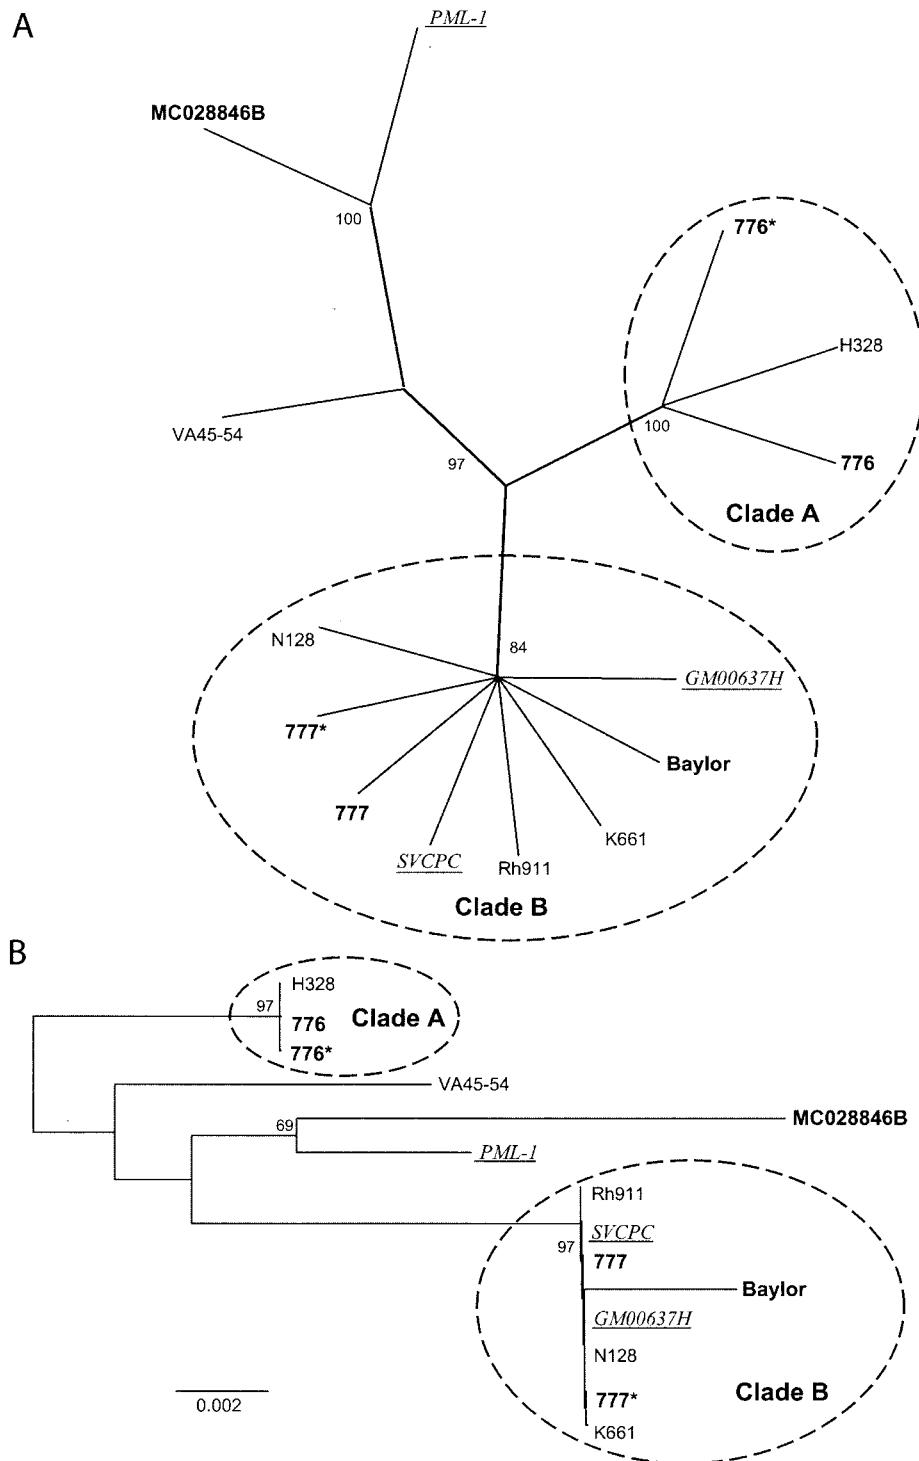 A
PML-1
MC028846B
100
776*
H328
VA45-54
97
100
776
Clade A
N128
84
GM00637H
777*
Baylor
777
K661
SVCPC
Rh911
Clade B
B
H328
97
776
Clade A
776*
VA45-54
69
MC028846B
PML-1
Rh911
SVCPC
97
777
Baylor
GM00637H
N128
777*
Clade B
K661
0.002